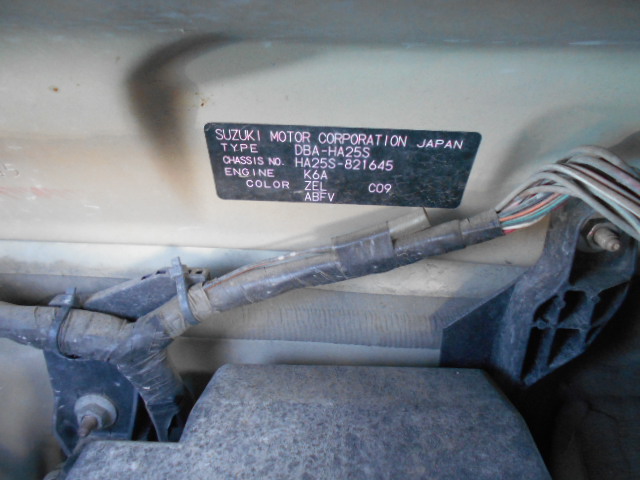 SUZUKI MOTOR CORPORATION JAPAN
TYPE DBA-HA25S
CHASSIS NO. HA25S-821645
ENGINE K6A
COLOR ZEL C09
ABFV